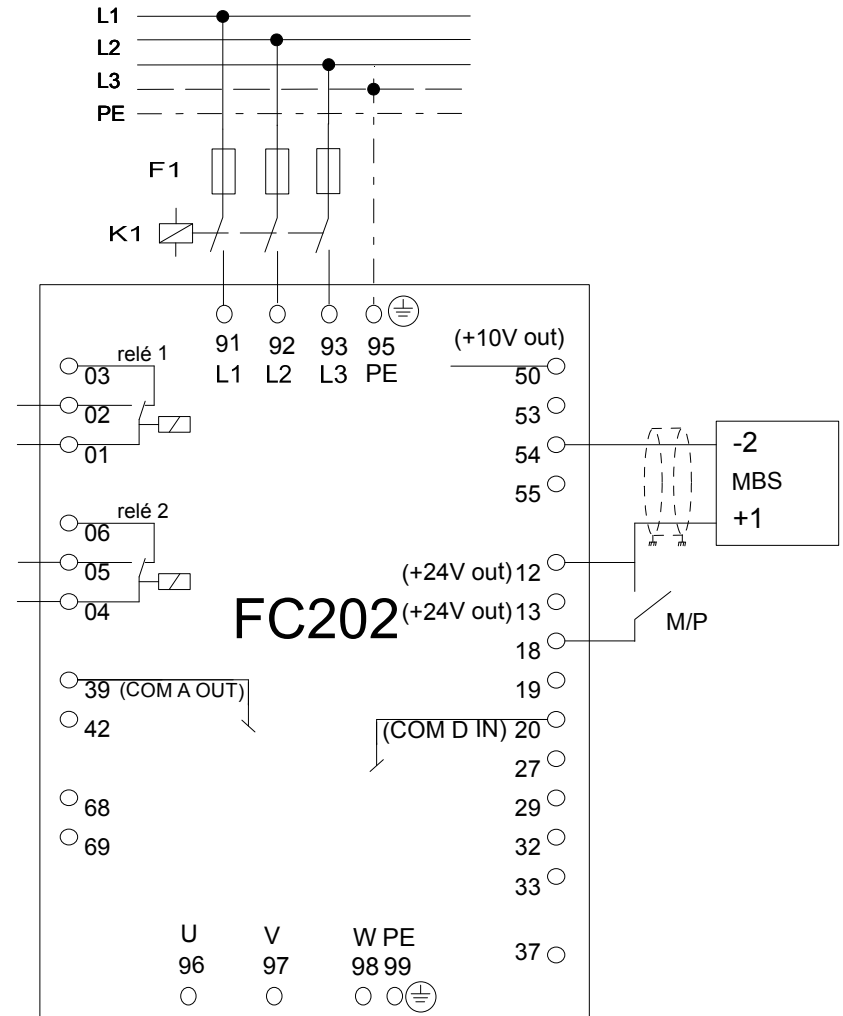 L1
L2
L3
PE
F1
K1
91 92 93 95
L1 L2 L3 PE
(+10V out)
50
53
54
55
-2
MBS
+1
03 relé 1
02
01
06 relé 2
05
04
FC202
(+24V out) 12
(+24V out) 13
18
M/P
19
39 (COM A OUT)
42
(COM D IN) 20
27
29
32
33
37
68
69
U V W PE
96 97 98 99